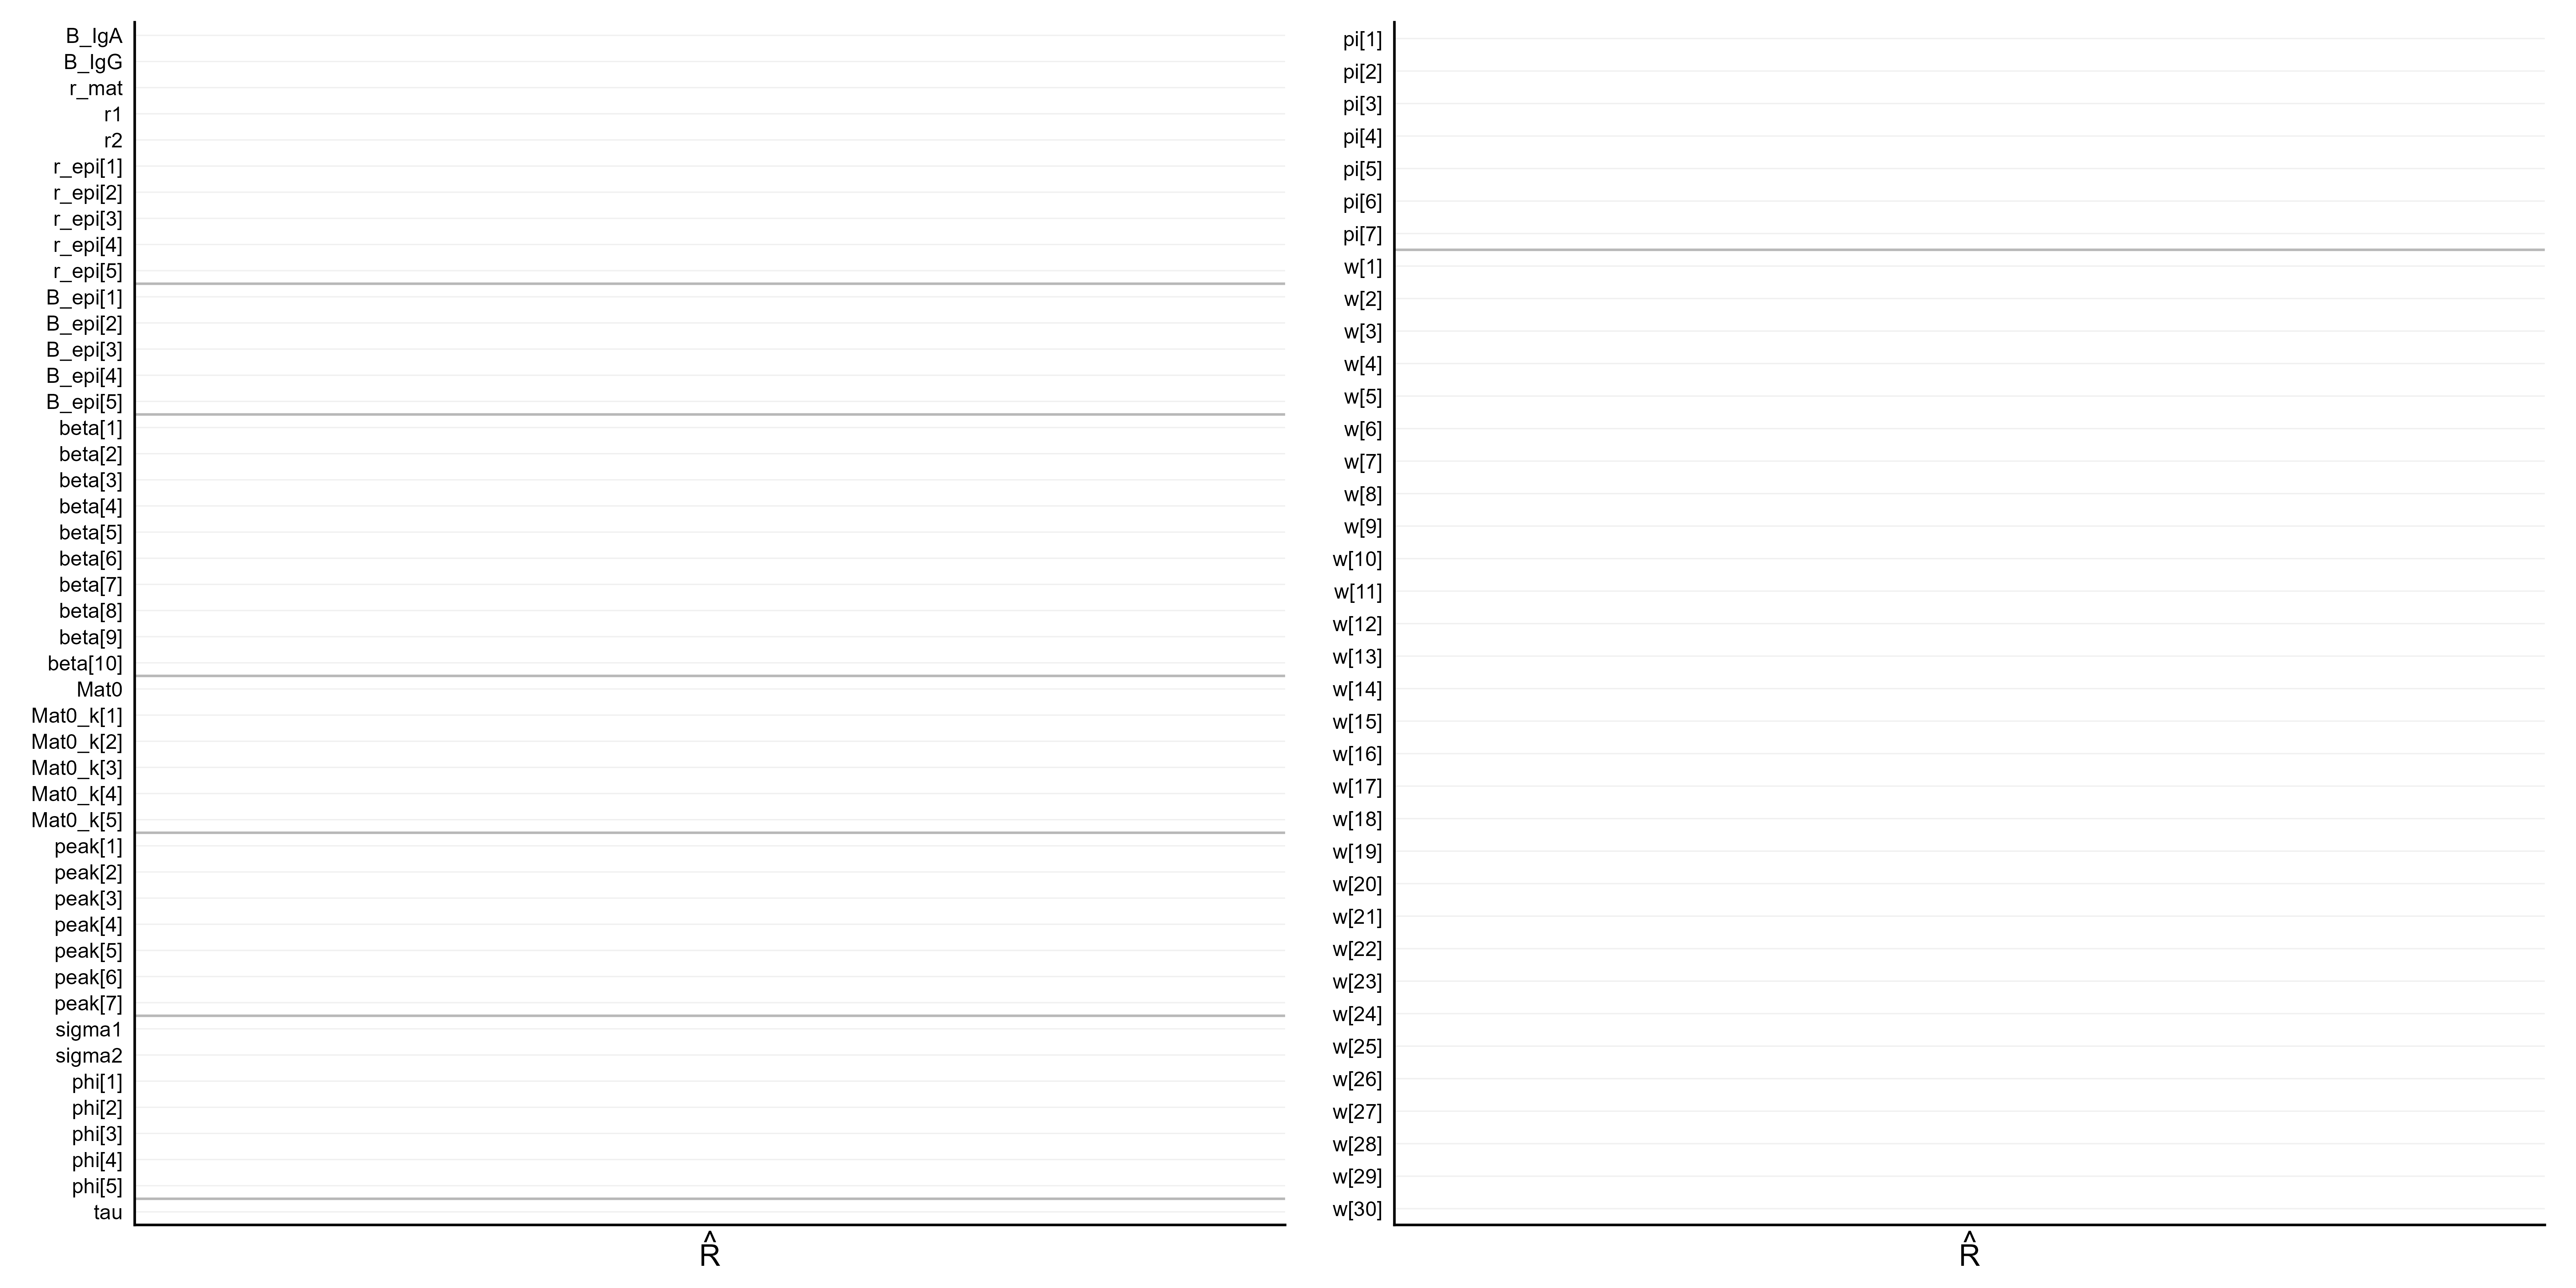 B_IgA
B_IgG
r_mat
r1
r2
r_epi[1]
r_epi[2]
r_epi[3]
r_epi[4]
r_epi[5]
B_epi[1]
B_epi[2]
B_epi[3]
B_epi[4]
B_epi[5]
beta[1]
beta[2]
beta[3]
beta[4]
beta[5]
beta[6]
beta[7]
beta[8]
beta[9]
beta[10]
Mat0
Mat0_k[1]
Mat0_k[2]
Mat0_k[3]
Mat0_k[4]
Mat0_k[5]
peak[1]
peak[2]
peak[3]
peak[4]
peak[5]
peak[6]
peak[7]
sigma1
sigma2
phi[1]
phi[2]
phi[3]
phi[4]
phi[5]
tau
R̂
pi[1]
pi[2]
pi[3]
pi[4]
pi[5]
pi[6]
pi[7]
w[1]
w[2]
w[3]
w[4]
w[5]
w[6]
w[7]
w[8]
w[9]
w[10]
w[11]
w[12]
w[13]
w[14]
w[15]
w[16]
w[17]
w[18]
w[19]
w[20]
w[21]
w[22]
w[23]
w[24]
w[25]
w[26]
w[27]
w[28]
w[29]
w[30]
R̂